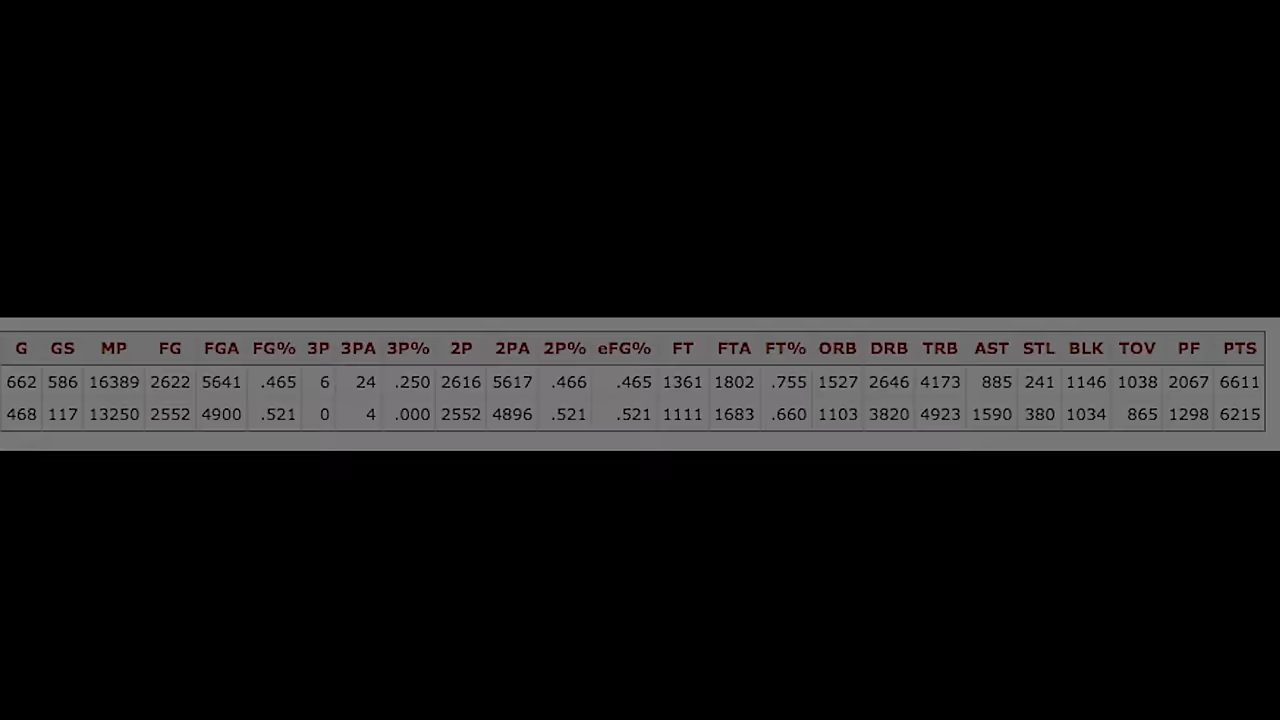 G GS MP FG FGA FG% 3P 3PA 3P% 2P 2PA 2P% eFG% FT FTA FT% ORB DRB TRB AST STL BLK TOV PF PTS
662 586 16389 2622 5641 .465 6 24 .250 2616 5617 .466 .465 1361 1802 .755 1527 2646 4173 885 241 1146 1038 2067 6611
468 117 13250 2552 4900 .521 0 4 .000 2552 4896 .521 .521 1111 1683 .660 1103 3820 4923 1590 380 1034 865 1298 6215